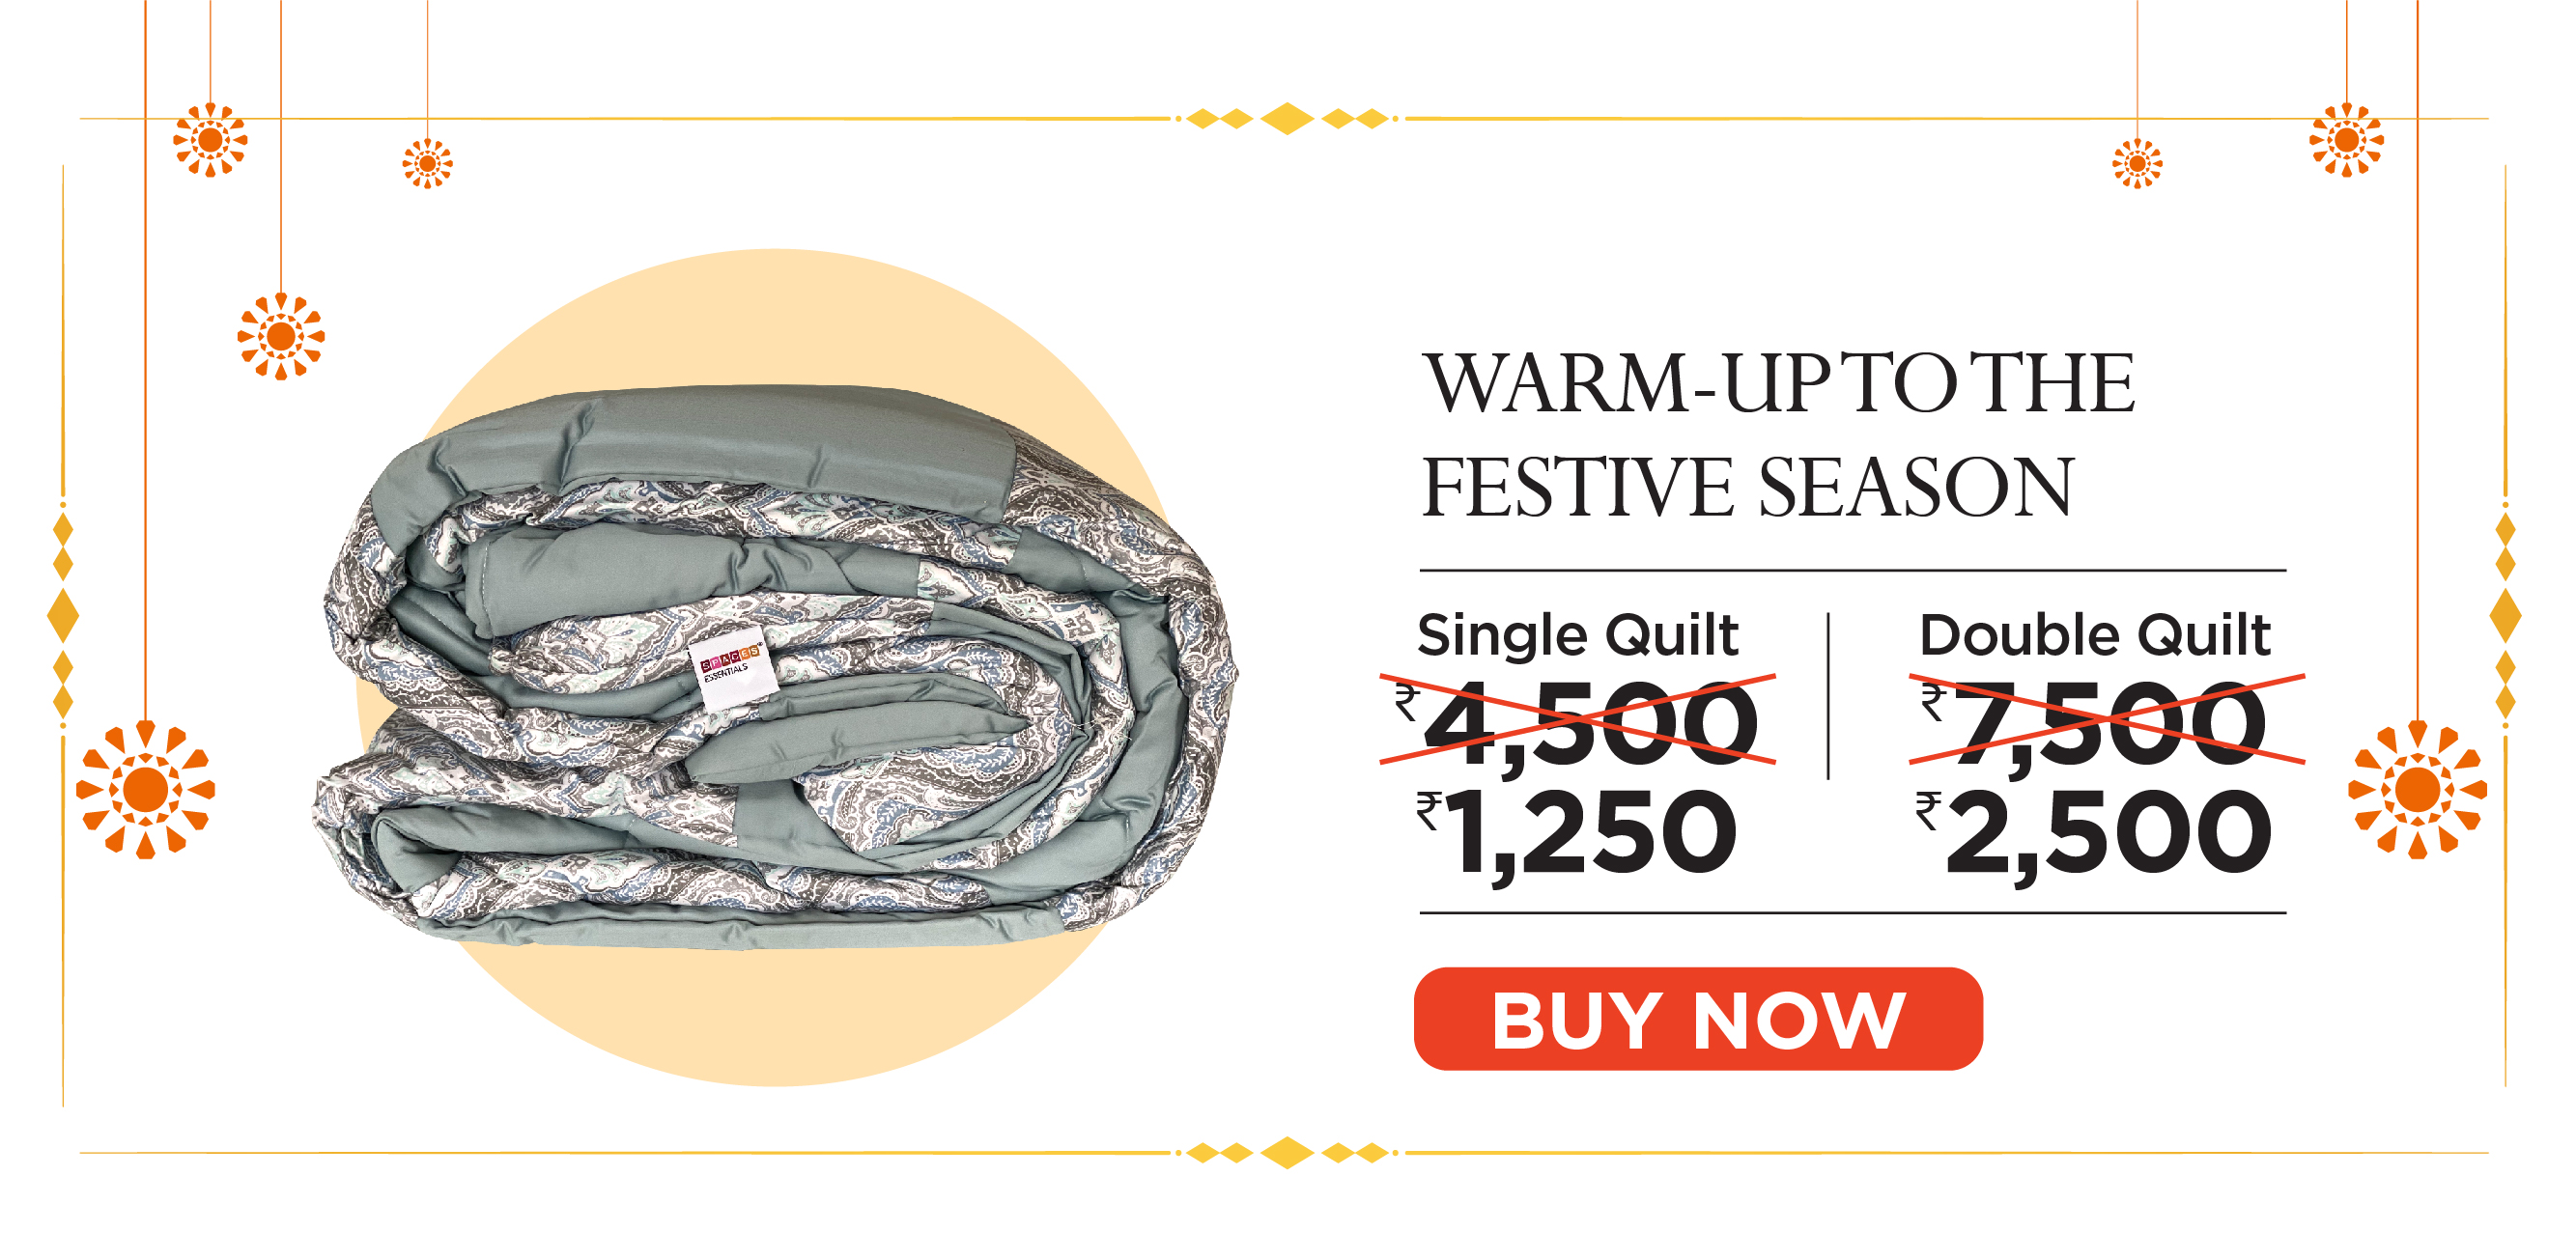 WARM-UP TO THE
FESTIVE SEASON
Single Quilt
₹4,500
₹1,250
Double Quilt
₹7,500
₹2,500
BUY NOW
SPACES
ESSENTIALS